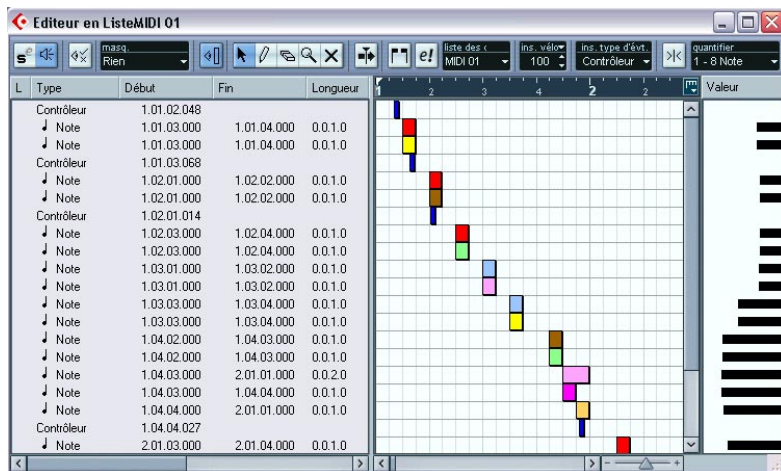 Editeur en ListeMIDI 01
masq.
Rien
liste des c
MIDI 01
ins. vélo
100
ins. type d'évt.
Contrôleur
quantifier
1 - 8 Note
L Type Début Fin Longueur
1 2 3 4 2 2
Valeur
Contrôleur 1.01.02.048
Note 1.01.03.000 1.01.04.000 0.0.1.0
Note 1.01.03.000 1.01.04.000 0.0.1.0
Contrôleur 1.01.03.068
Note 1.02.01.000 1.02.02.000 0.0.1.0
Note 1.02.01.000 1.02.02.000 0.0.1.0
Contrôleur 1.02.01.014
Note 1.02.03.000 1.02.04.000 0.0.1.0
Note 1.02.03.000 1.02.04.000 0.0.1.0
Note 1.03.01.000 1.03.02.000 0.0.1.0
Note 1.03.01.000 1.03.02.000 0.0.1.0
Note 1.03.03.000 1.03.04.000 0.0.1.0
Note 1.03.03.000 1.03.04.000 0.0.1.0
Note 1.04.02.000 1.04.03.000 0.0.1.0
Note 1.04.02.000 1.04.03.000 0.0.1.0
Note 1.04.03.000 2.01.01.000 0.0.2.0
Note 1.04.03.000 1.04.04.000 0.0.1.0
Note 1.04.04.000 2.01.01.000 0.0.1.0
Contrôleur 1.04.04.027
Note 2.01.03.000 2.01.04.000 0.0.1.0